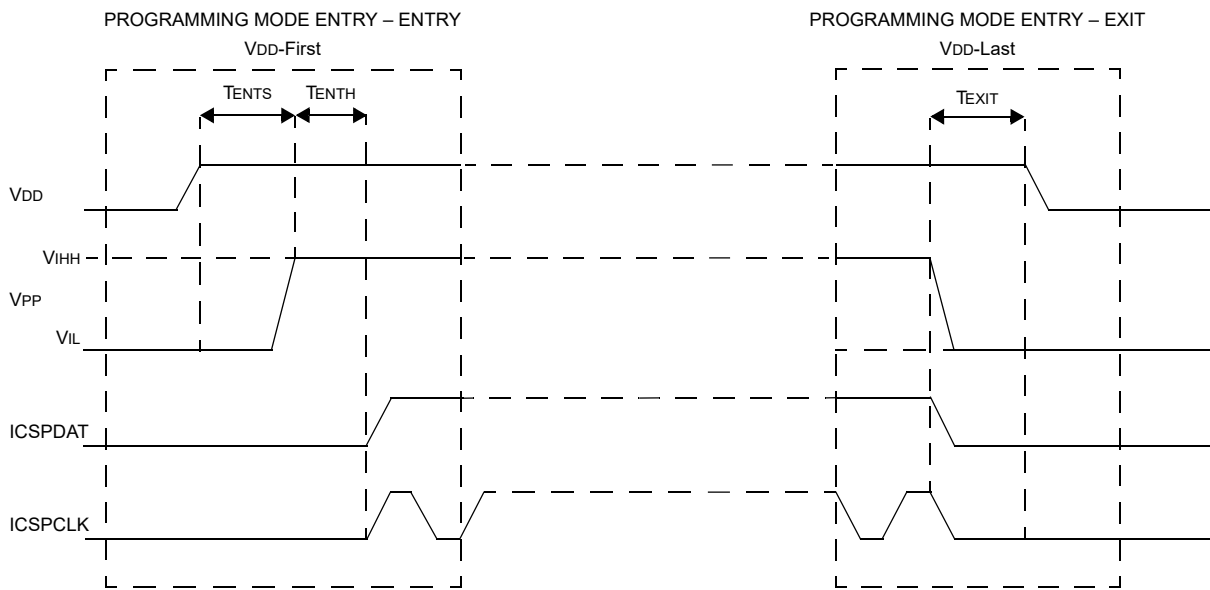 PROGRAMMING MODE ENTRY – ENTRY
VDD-First
PROGRAMMING MODE ENTRY – EXIT
VDD-Last
TENTS
TENTH
TEXIT
VDD
VIHH
VPP
VIL
ICSPDAT
ICSPCLK